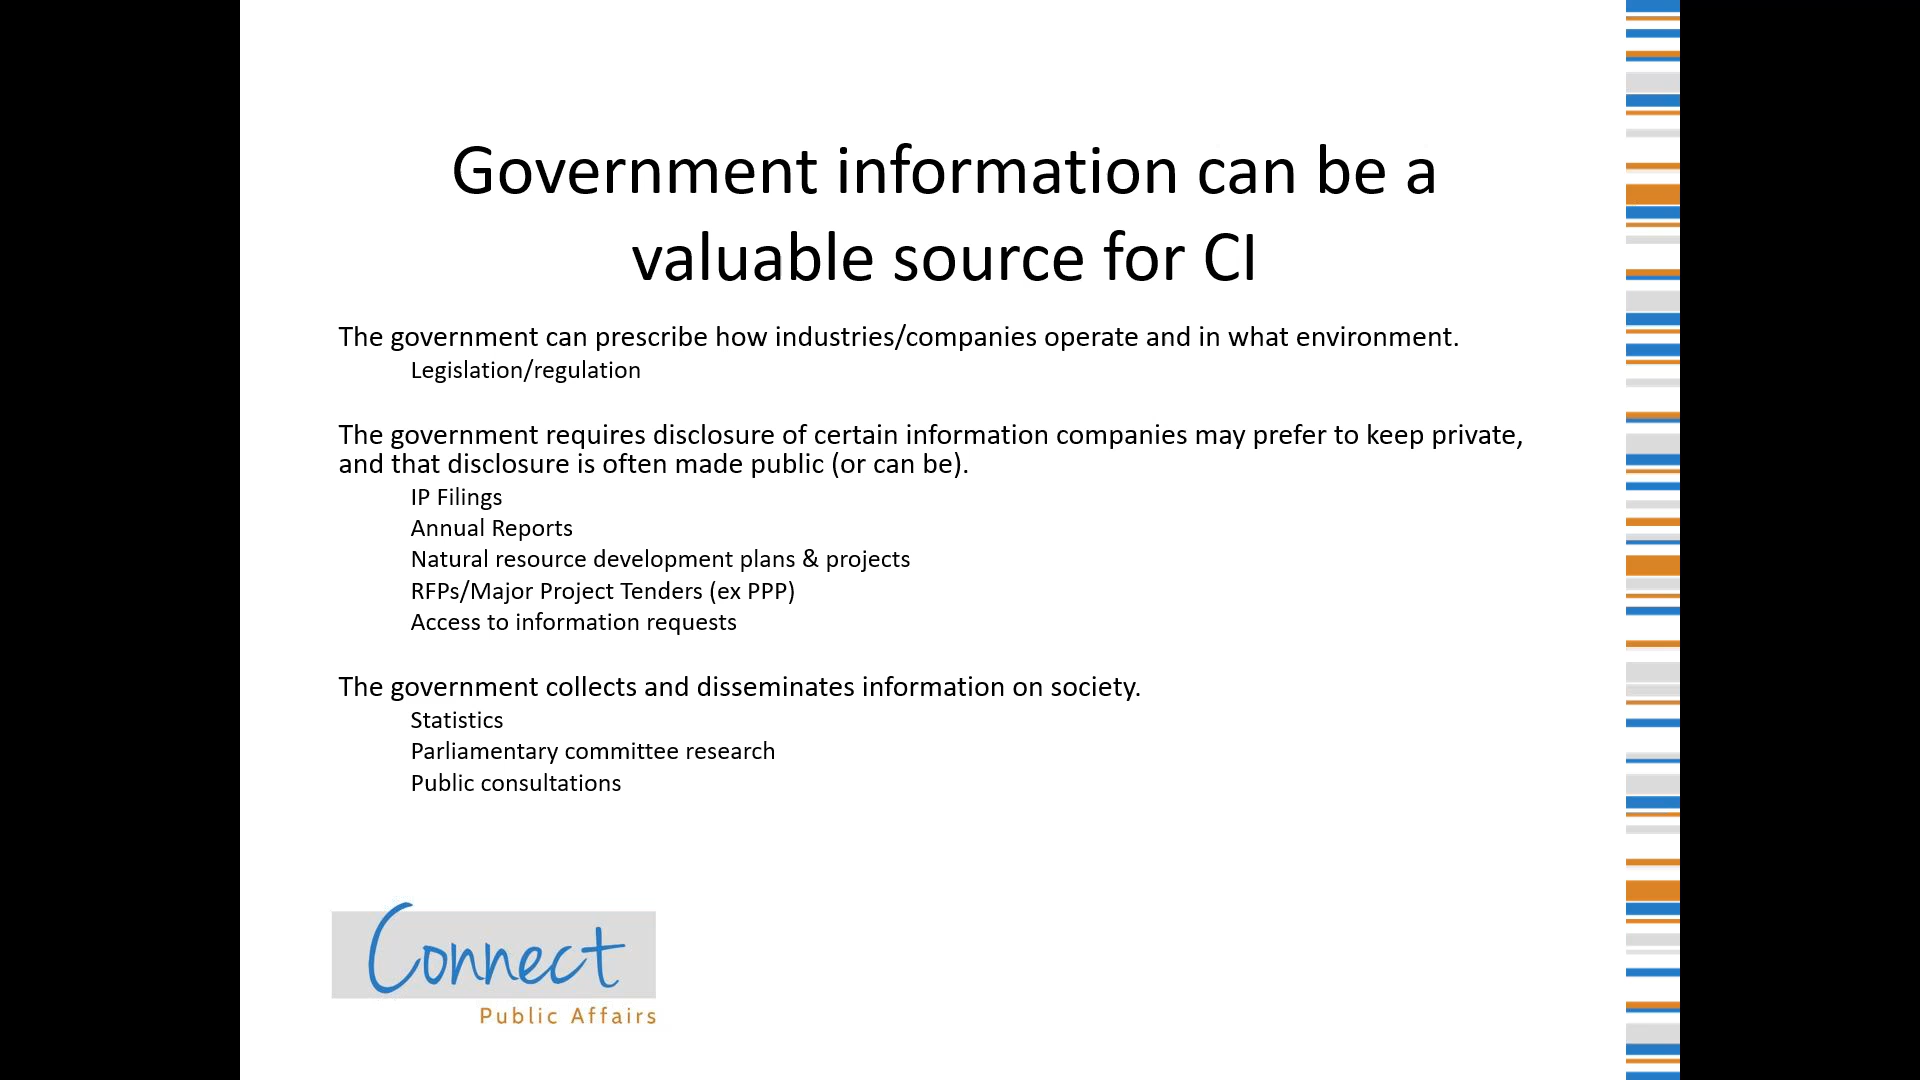 Government information can be a
valuable source for CI
The government can prescribe how industries/companies operate and in what environment.
Legislation/regulation
The government requires disclosure of certain information companies may prefer to keep private,
and that disclosure is often made public (or can be).
IP Filings
Annual Reports
Natural resource development plans & projects
RFPs/Major Project Tenders (ex PPP)
Access to information requests
The government collects and disseminates information on society.
Statistics
Parliamentary committee research
Public consultations
Connect
Public Affairs